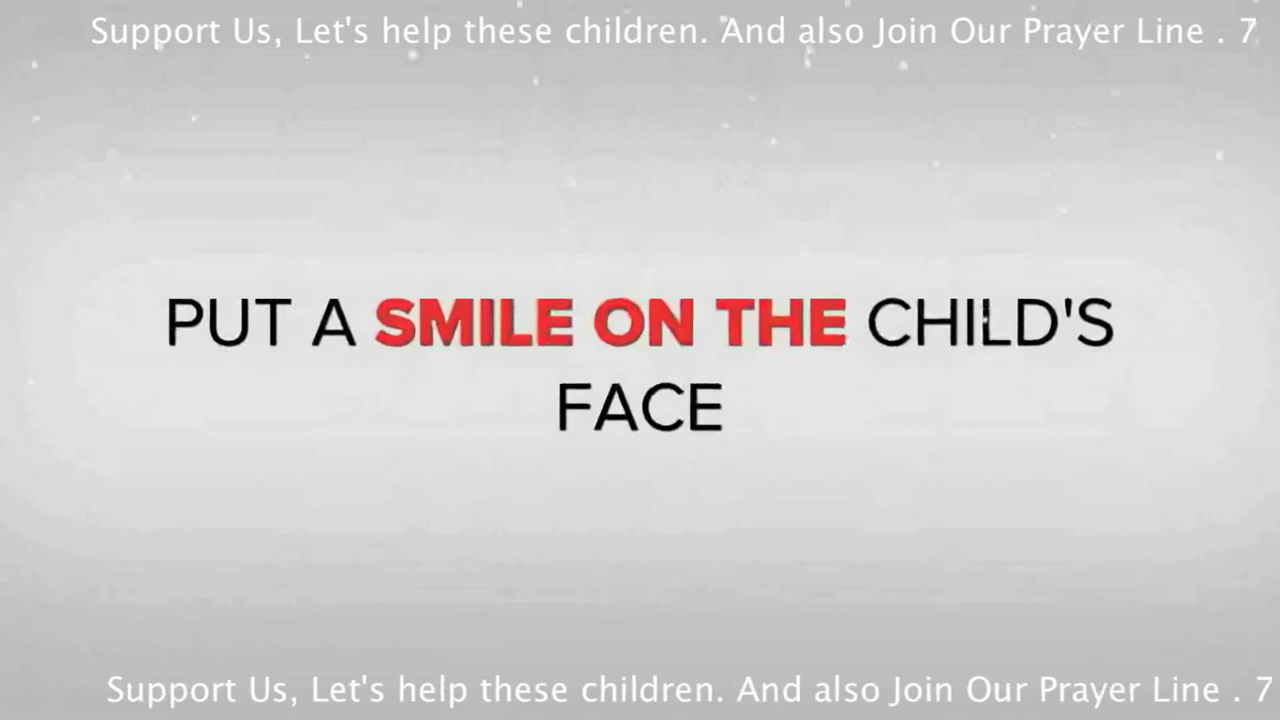 Support Us, Let's help these children. And also Join Our Prayer Line . 7
PUT A SMILE ON THE CHILD'S
FACE
Support Us, Let's help these children. And also Join Our Prayer Line . 7